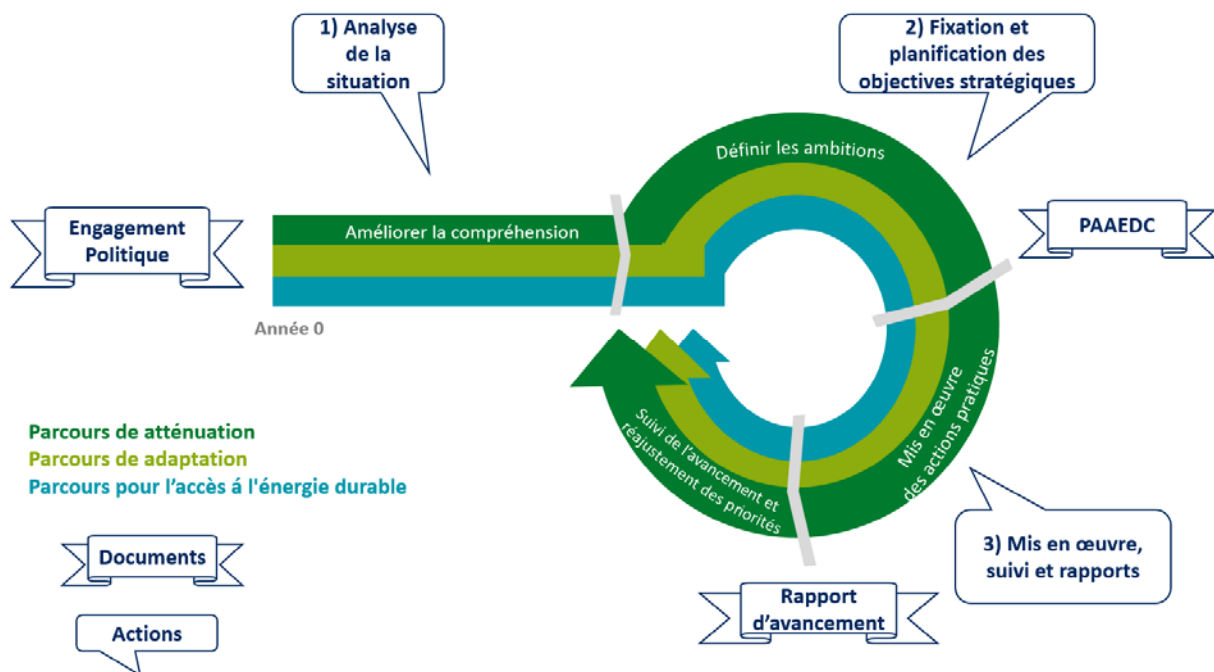 1) Analyse
de la
situation
2) Fixation et
planification des
objectives stratégiques
Définir les ambitions
Engagement
Politique
Améliorer la compréhension
PAAEDC
Année 0
Mis en œuvre
des actions pratiques
Suivi de l'avancement et
réajustement des priorités
Parcours de atténuation
Parcours de adaptation
Parcours pour l'accès á l'énergie durable
3) Mis en œuvre,
suivi et rapports
Documents
Rapport
d'avancement
Actions